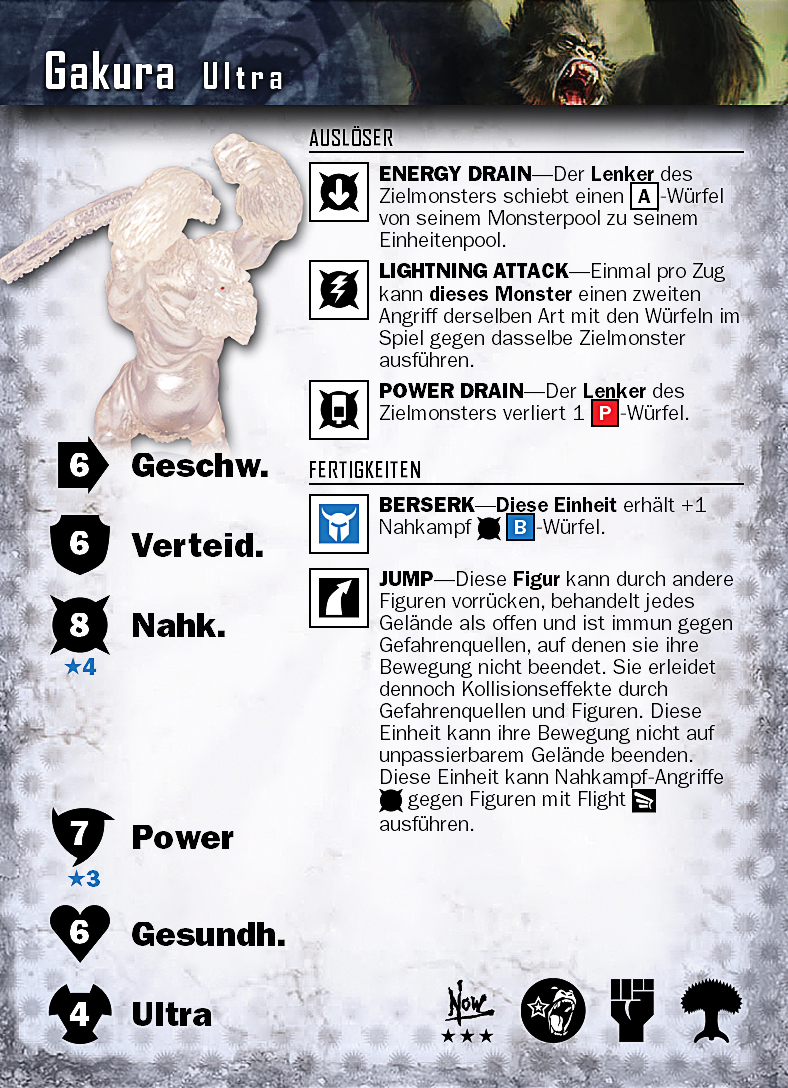 Gakura Ultra
AUSLÖSER
ENERGY DRAIN—Der Lenker des
Zielmonsters schiebt einen A-Würfel
von seinem Monsterpool zu seinem
Einheitenpool.
LIGHTNING ATTACK—Einmal pro Zug
kann dieses Monster einen zweiten
Angriff derselben Art mit den Würfeln im
Spiel gegen dasselbe Zielmonster
ausführen.
POWER DRAIN—Der Lenker des
Zielmonsters verliert 1 P-Würfel.
FERTIGKEITEN
BERSERK—Diese Einheit erhält +1
Nahkampf B-Würfel.
JUMP—Diese Figur kann durch andere
Figuren vorrücken, behandelt jedes
Gelände als offen und ist immun gegen
Gefahrenquellen, auf denen sie ihre
Bewegung nicht beendet. Sie erleidet
dennoch Kollisionseffekte durch
Gefahrenquellen und Figuren. Diese
Einheit kann ihre Bewegung nicht auf
unpassierbarem Gelände beenden.
Diese Einheit kann Nahkampf-Angriffe
gegen Figuren mit Flight
ausführen.
6 Geschw.
6 Verteid.
8 Nahk.
★4
7 Power
★3
6 Gesundh.
4 Ultra
Now
★★★